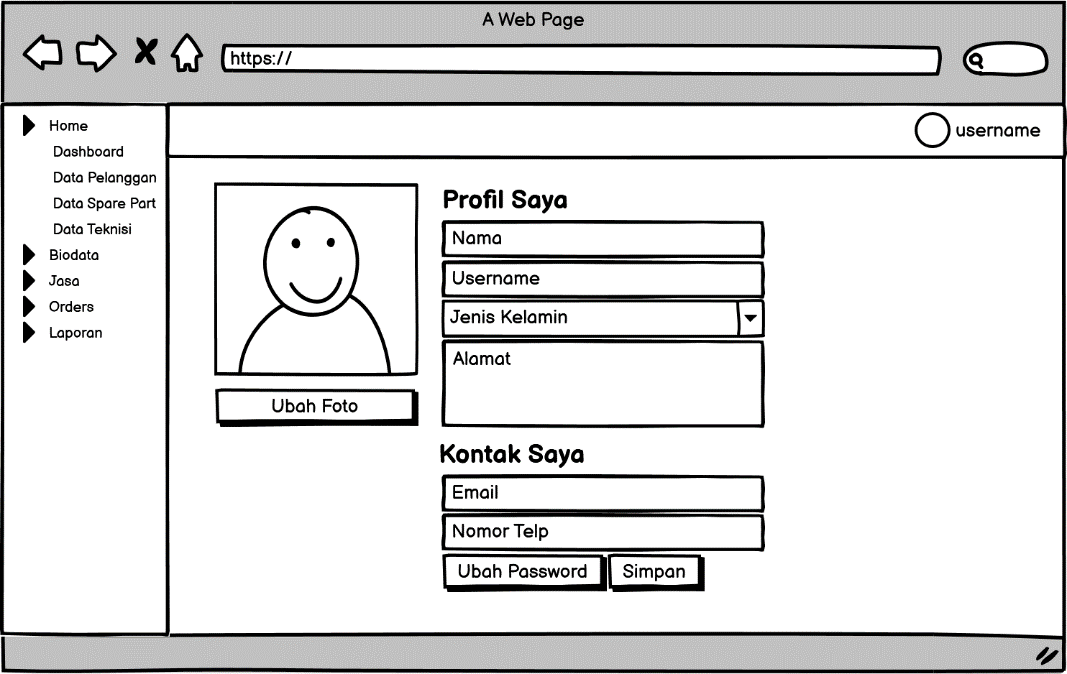 A Web Page
https://
username
Home
Dashboard
Data Pelanggan
Data Spare Part
Data Teknisi
Biodata
Jasa
Orders
Laporan
Ubah Foto
Profil Saya
Nama
Username
Jenis Kelamin
Alamat
Kontak Saya
Email
Nomor Telp
Ubah Password
Simpan